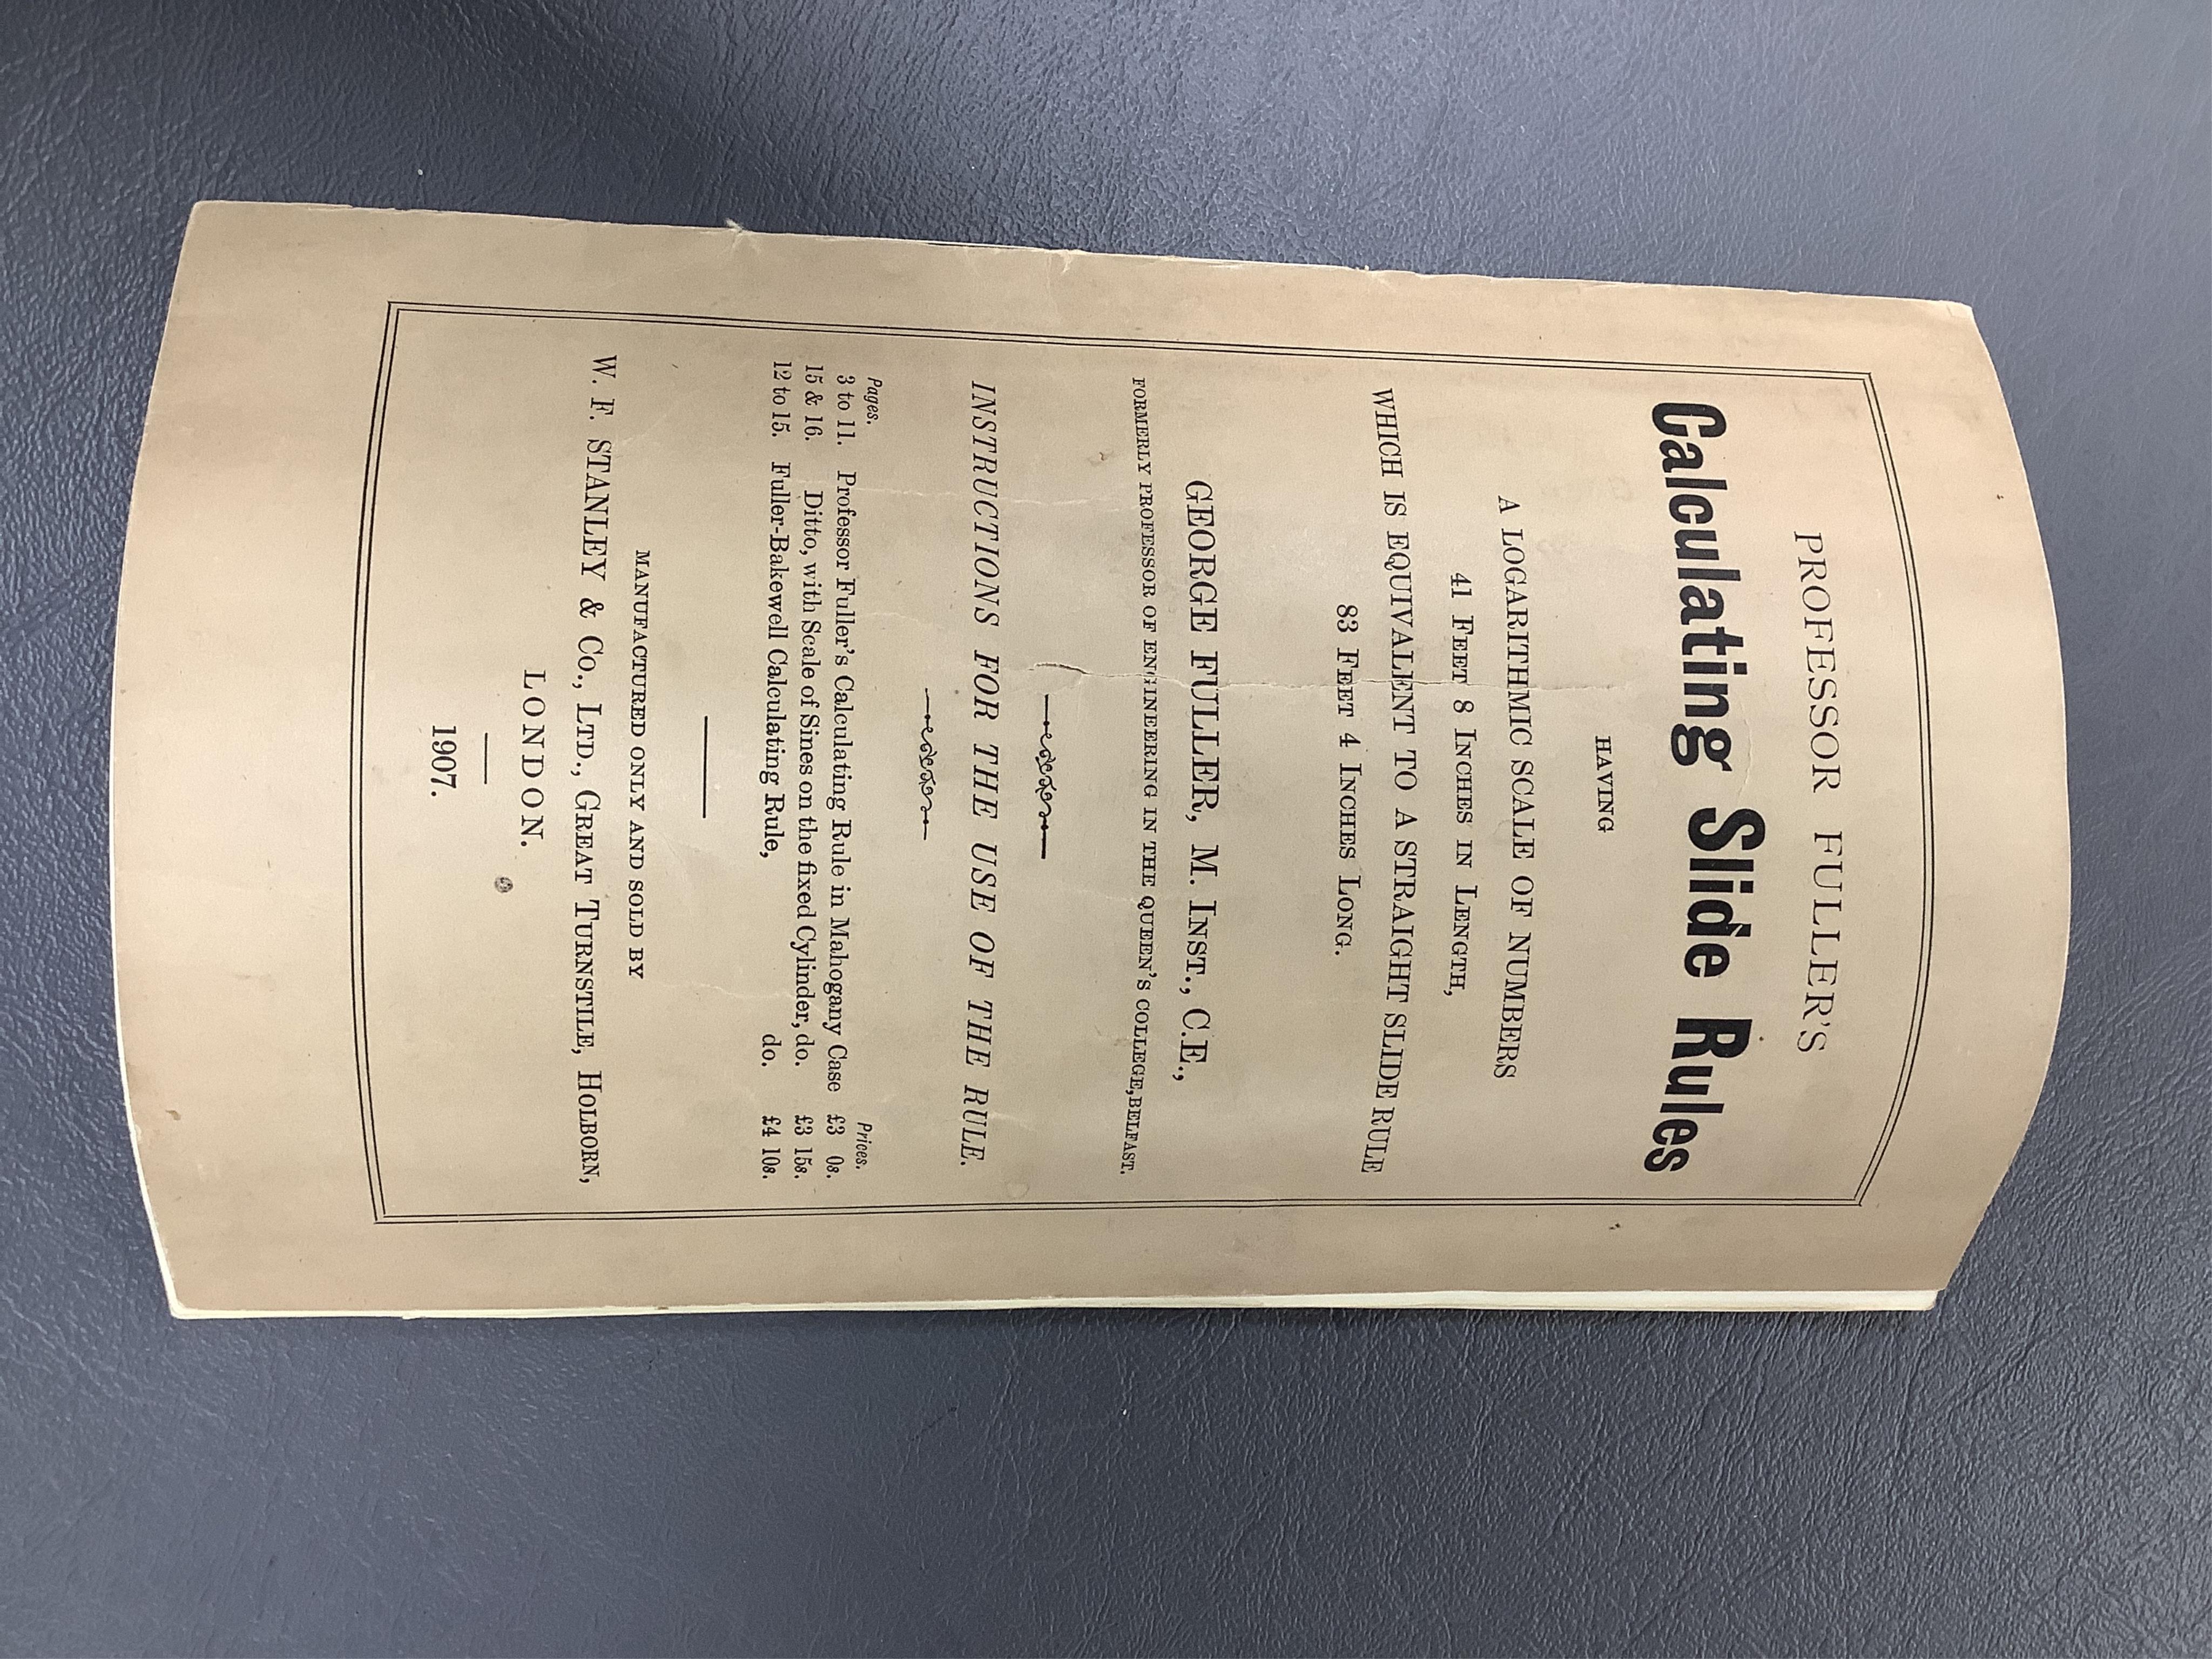 PROFESSOR FULLER'S
Calculating Slide Rules
HAVING
A LOGARITHMIC SCALE OF NUMBERS
41 FEET 8 INCHES IN LENGTH,
WHICH IS EQUIVALENT TO A STRAIGHT SLIDE RULE
83 FEET 4 INCHES LONG.
GEORGE FULLER, M. INST., C.E.,
FORMERLY PROFESSOR OF ENGINEERING IN THE QUEEN'S COLLEGE, BELFAST.
INSTRUCTIONS FOR THE USE OF THE RULE.
Pages. Prices.
3 to 11. Professor Fuller's Calculating Rule in Mahogany Case £3 0s.
15 & 16. Ditto, with Scale of Sines on the fixed Cylinder, do. £3 15s.
12 to 15. Fuller-Bakewell Calculating Rule, do. £4 10s.
MANUFACTURED ONLY AND SOLD BY
W. F. STANLEY & Co., LTD., GREAT TURNSTILE, HOLBORN,
LONDON.
1907.